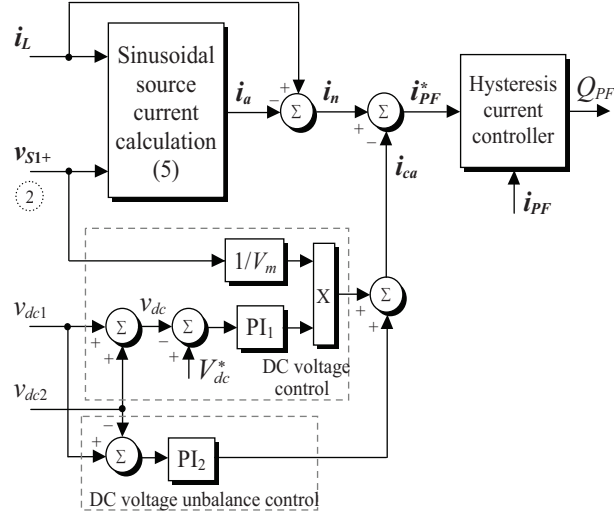 i_L
Sinusoidal
source
current
calculation
(5)
i_a
+
−
Σ
i_n
+
−
Σ
i*_PF
Hysteresis
current
controller
Q_PF
v_S1+
2
i_ca
i_PF
1/V_m
X
v_dc1
+
+
Σ
v_dc
−
+
Σ
PI_1
+
+
Σ
V*_dc
DC voltage
control
v_dc2
+
−
Σ
PI_2
DC voltage unbalance control